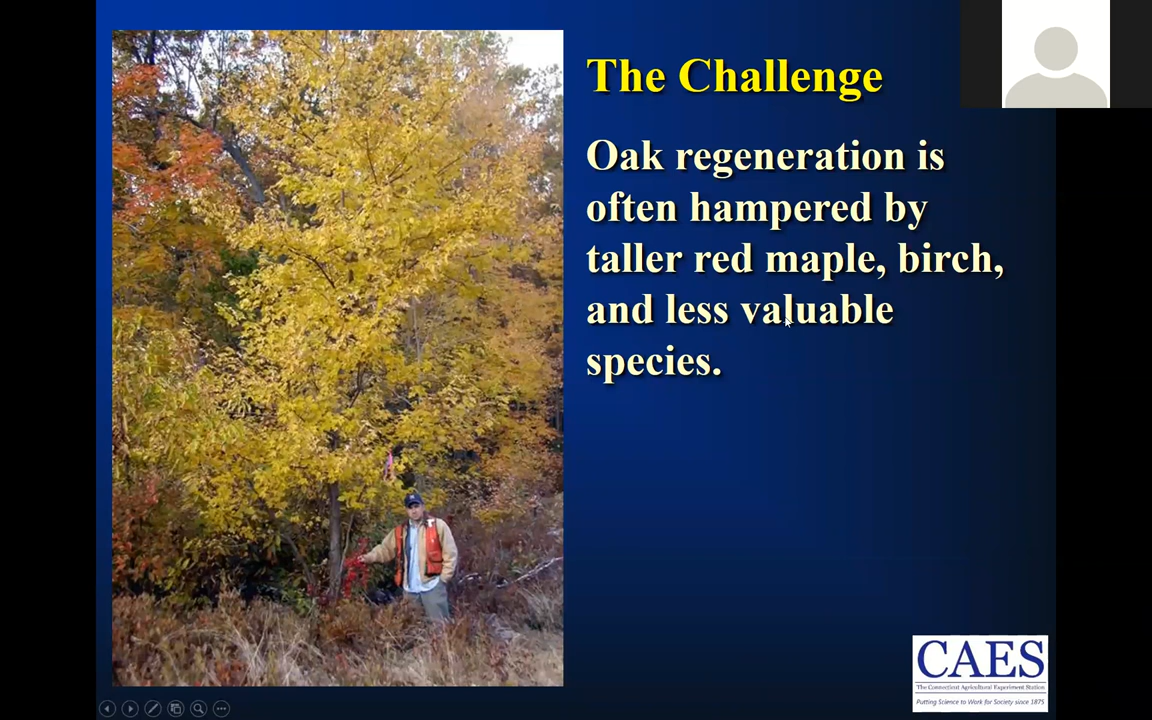 The Challenge
Oak regeneration is
often hampered by
taller red maple, birch,
and less valuable
species.
CAES
The Connecticut Agricultural Experiment Station
Putting Science to Work for Society since 1875